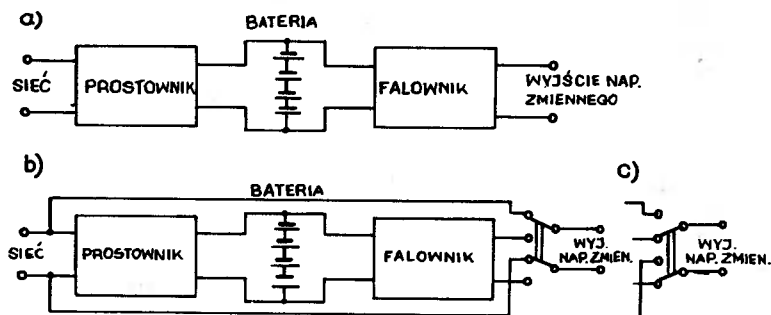 a)
BATERIA
SIEĆ
PROSTOWNIK
FALOWNIK
WYJŚCIE NAP.
ZMIENNEGO
b)
BATERIA
SIEĆ
PROSTOWNIK
FALOWNIK
WYJ.
NAP. ZMIEN.
c)
WYJ.
NAP. ZMIEN.